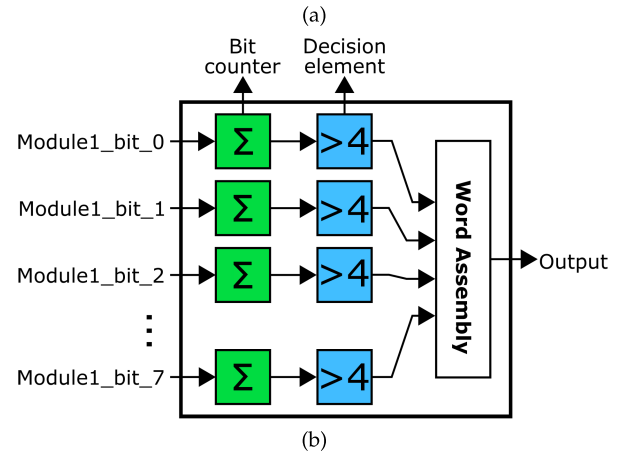 (a)
Bit
counter
Decision
element
Module1_bit_0
Σ
>4
Module1_bit_1
Σ
>4
Module1_bit_2
Σ
>4
⋮
Module1_bit_7
Σ
>4
Word Assembly
Output
(b)